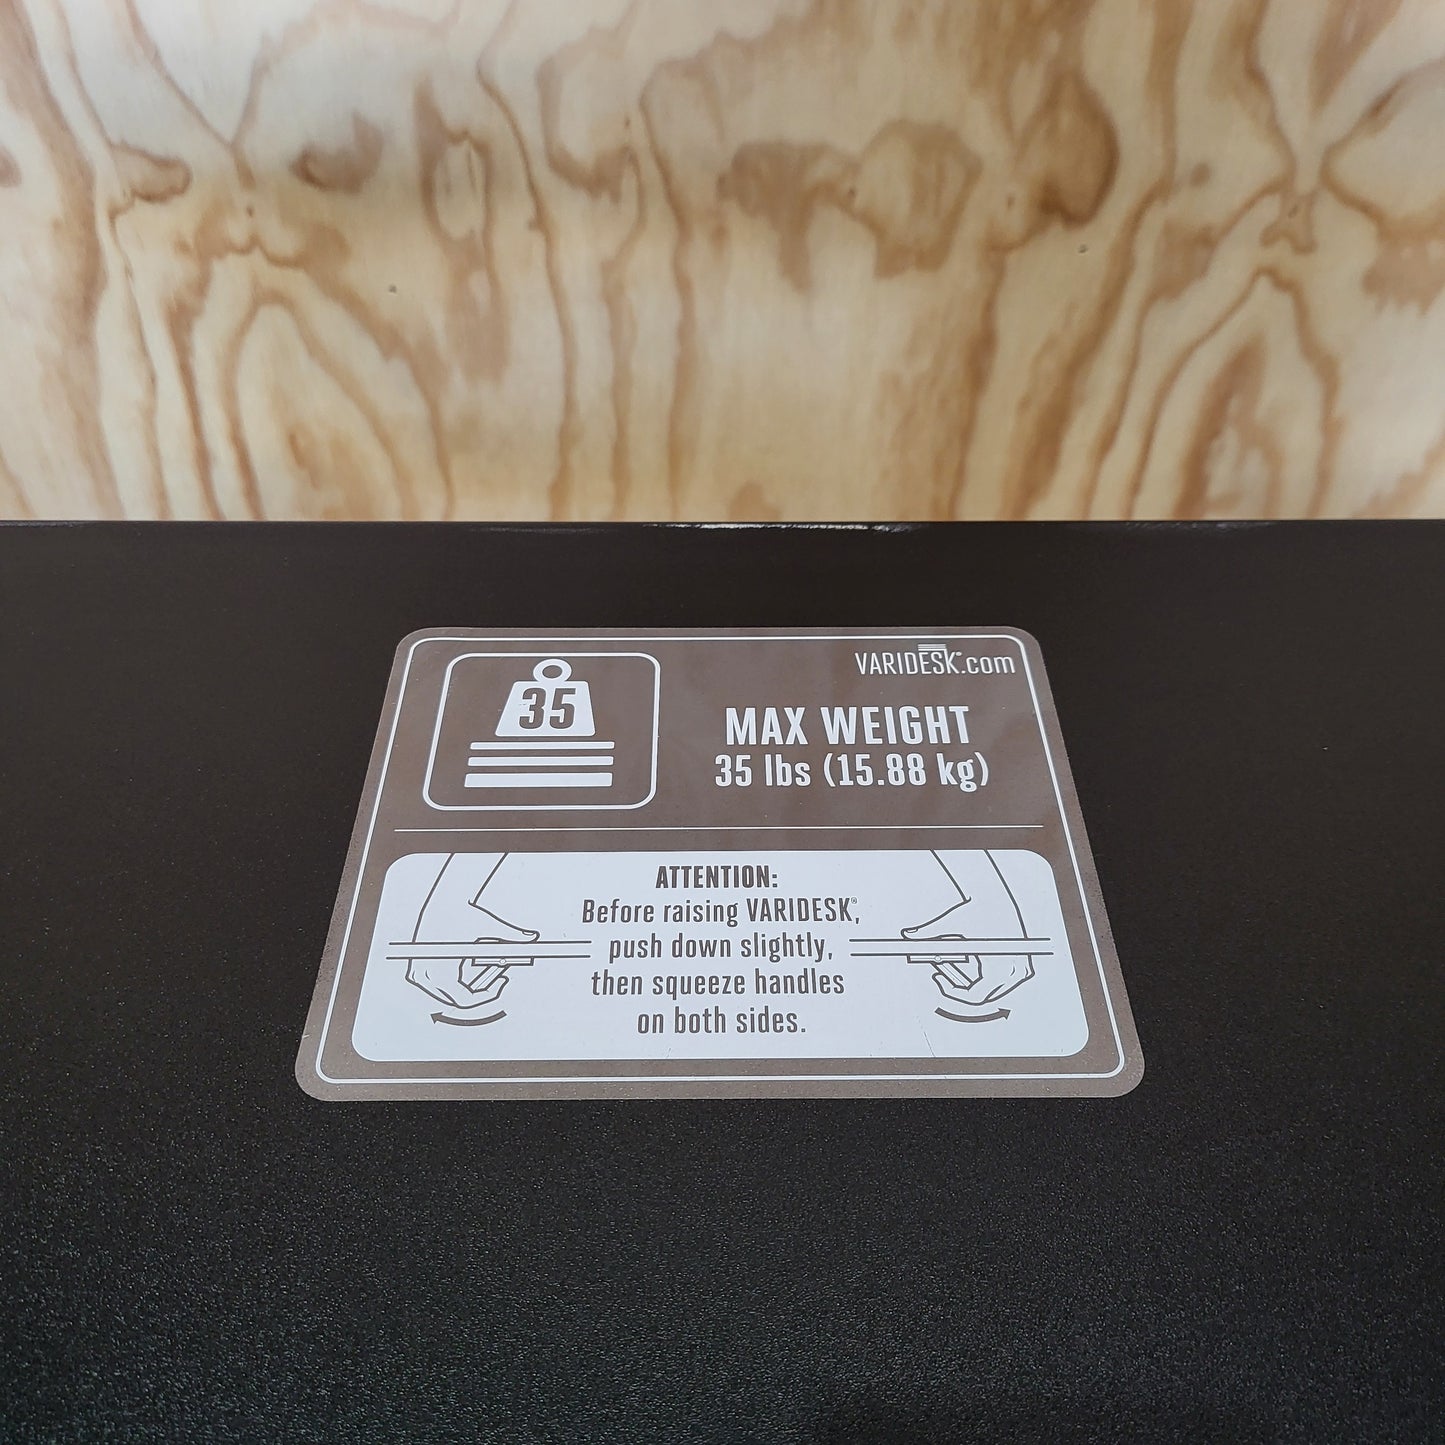 VARIDESK®.com
35
MAX WEIGHT
35 lbs (15.88 kg)
ATTENTION:
Before raising VARIDESK®,
push down slightly,
then squeeze handles
on both sides.